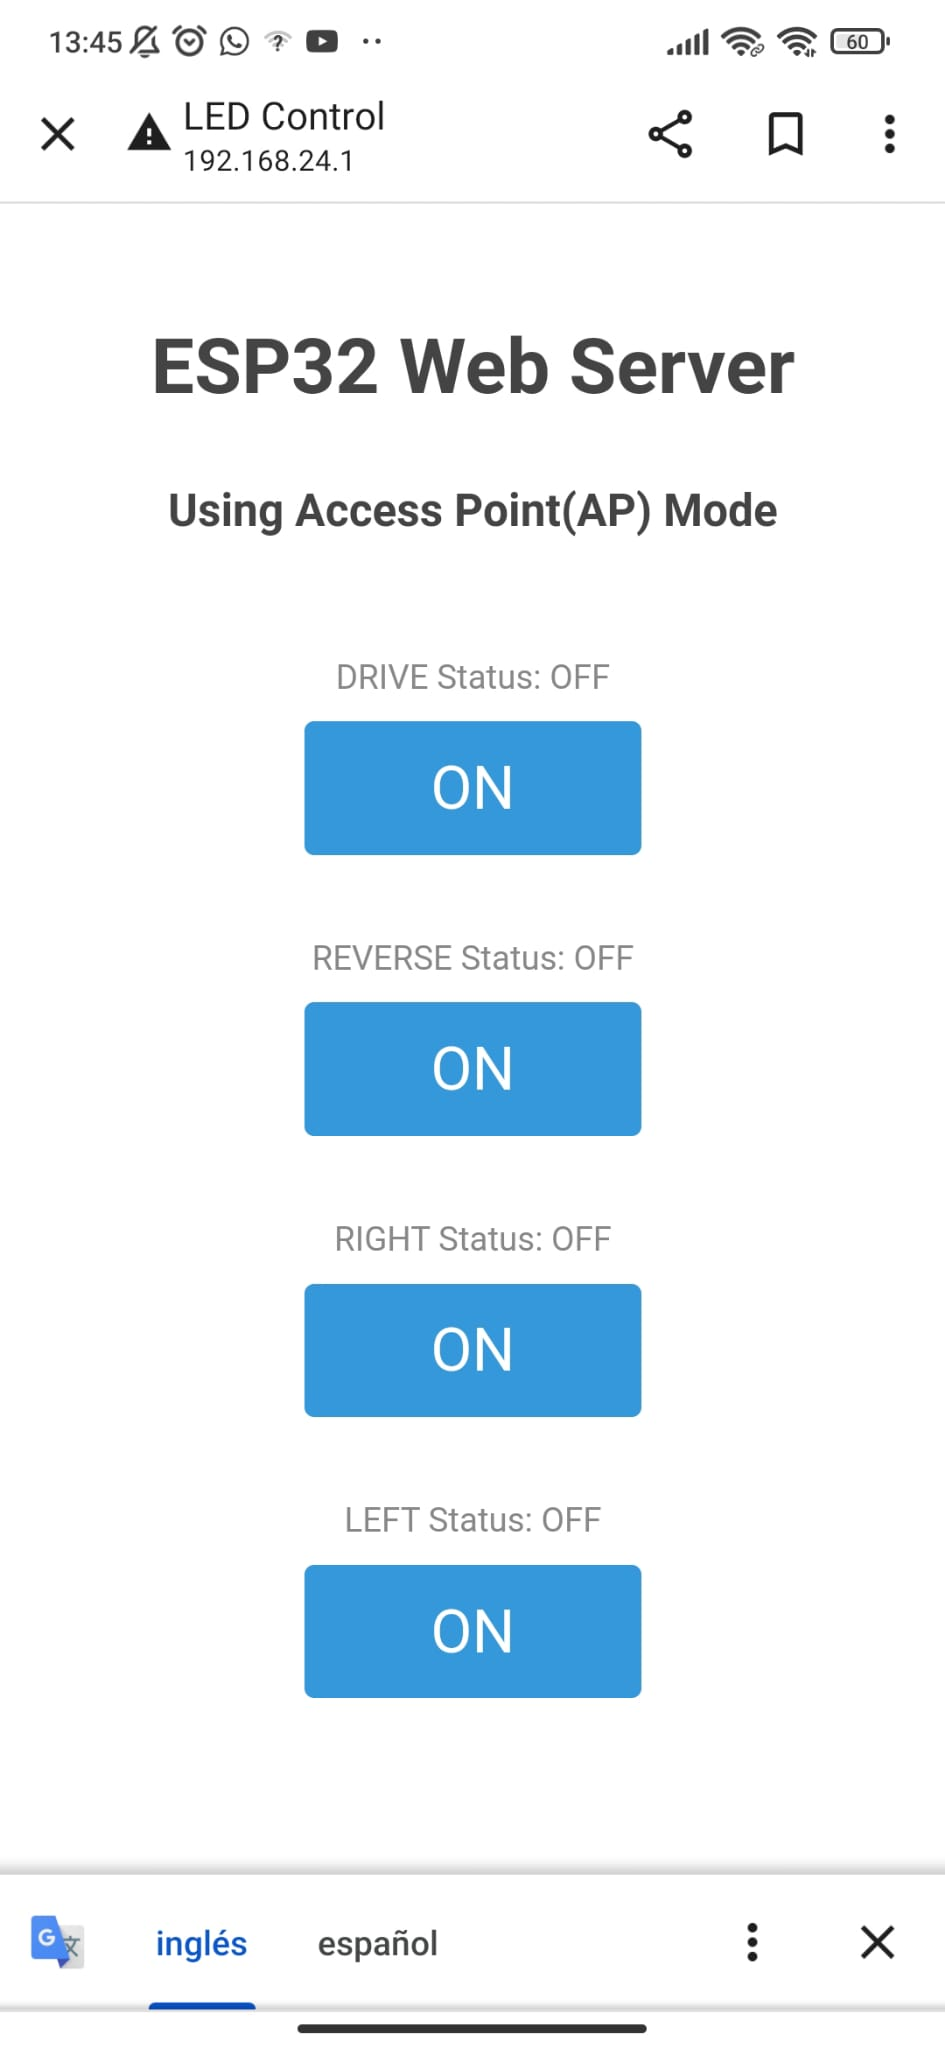 13:45
60
LED Control
192.168.24.1
ESP32 Web Server
Using Access Point(AP) Mode
DRIVE Status: OFF
ON
REVERSE Status: OFF
ON
RIGHT Status: OFF
ON
LEFT Status: OFF
ON
inglés español